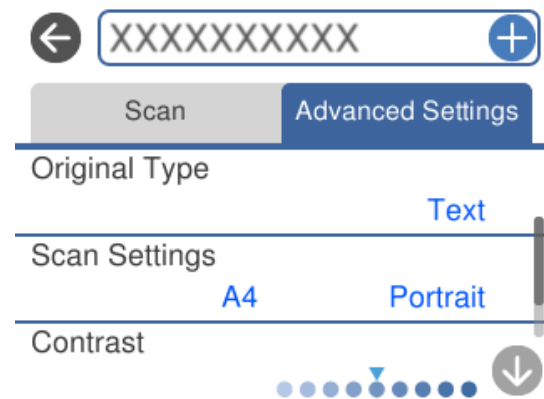 XXXXXXXXXX
Scan Advanced Settings
Original Type
Text
Scan Settings
A4 Portrait
Contrast